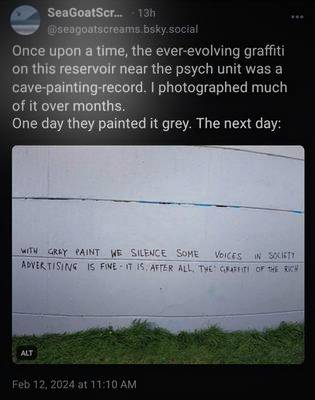 SeaGoatScr... · 13h
@seagoatscreams.bsky.social
Once upon a time, the ever-evolving graffiti
on this reservoir near the psych unit was a
cave-painting-record. I photographed much
of it over months.
One day they painted it grey. The next day:
WITH GRAY PAINT WE SILENCE SOME VOICES IN SOCIETY
ADVERTISING IS FINE - IT IS, AFTER ALL, THE GRAFFITI OF THE RICH
ALT
Feb 12, 2024 at 11:10 AM